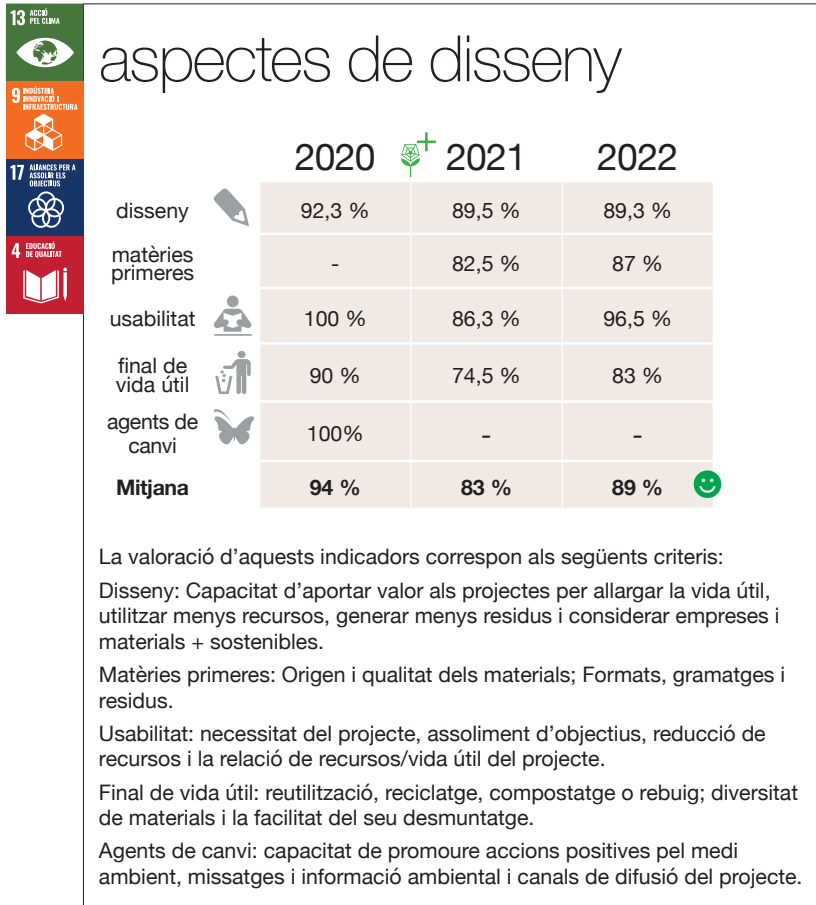 13 ACCIÓ
PEL CLIMA
9 INDÚSTRIA,
INNOVACIÓ I
INFRAESTRUCTURA
17 ALIANCES PER A
ASSOLIR ELS
OBJECTIUS
4 EDUCACIÓ
DE QUALITAT
aspectes de disseny
2020 + 2021 2022
disseny 92,3 % 89,5 % 89,3 %
matèries
primeres - 82,5 % 87 %
usabilitat 100 % 86,3 % 96,5 %
final de
vida útil 90 % 74,5 % 83 %
agents de
canvi 100% - -
Mitjana 94 % 83 % 89 %
La valoració d’aquests indicadors correspon als següents criteris:
Disseny: Capacitat d’aportar valor als projectes per allargar la vida útil,
utilitzar menys recursos, generar menys residus i considerar empreses i
materials + sostenibles.
Matèries primeres: Origen i qualitat dels materials; Formats, gramatges i
residus.
Usabilitat: necessitat del projecte, assoliment d’objectius, reducció de
recursos i la relació de recursos/vida útil del projecte.
Final de vida útil: reutilització, reciclatge, compostatge o rebuig; diversitat
de materials i la facilitat del seu desmuntatge.
Agents de canvi: capacitat de promoure accions positives pel medi
ambient, missatges i informació ambiental i canals de difusió del projecte.